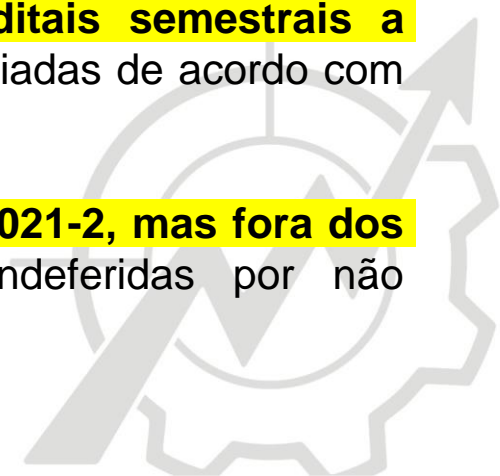 ditais semestrais a
iadas de acordo com
021-2, mas fora dos
ndeferidas por não